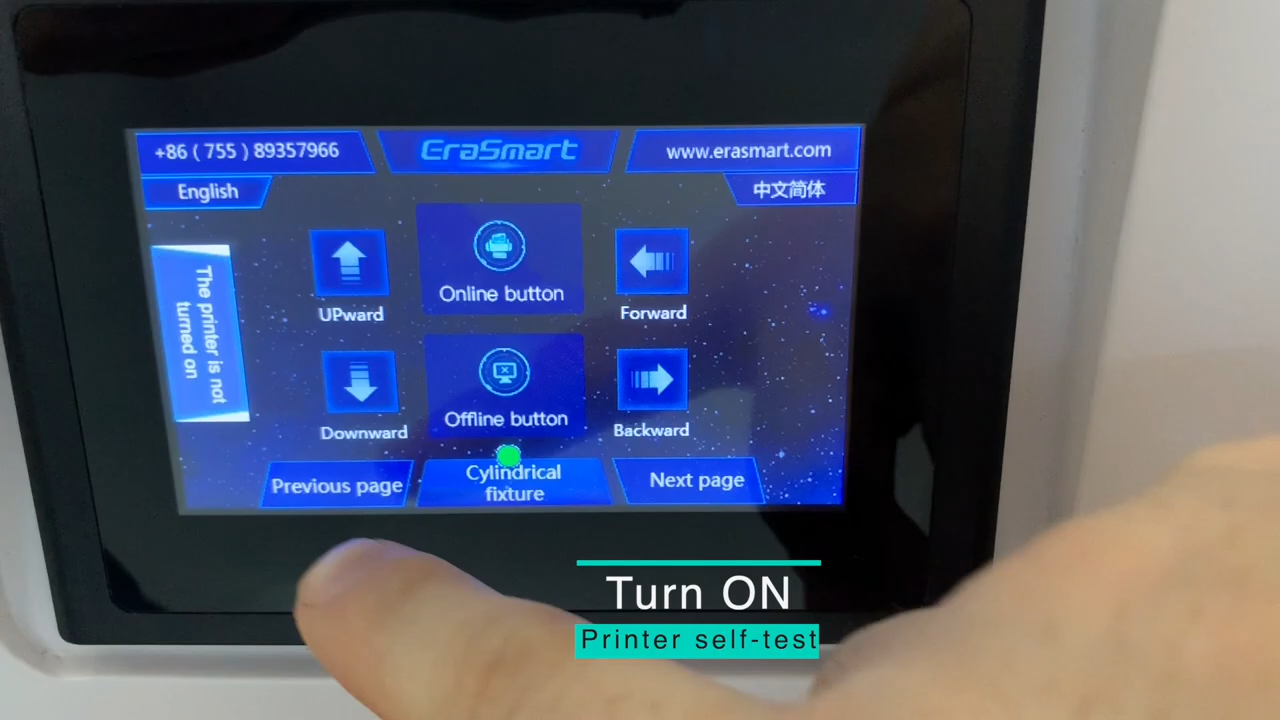 +86 ( 755 ) 89357966
EraSmart
www.erasmart.com
English
中文简体
The printer is not
turned on
UPward
Online button
Forward
Downward
Offline button
Backward
Previous page
Cylindrical
fixture
Next page
Turn ON
Printer self-test